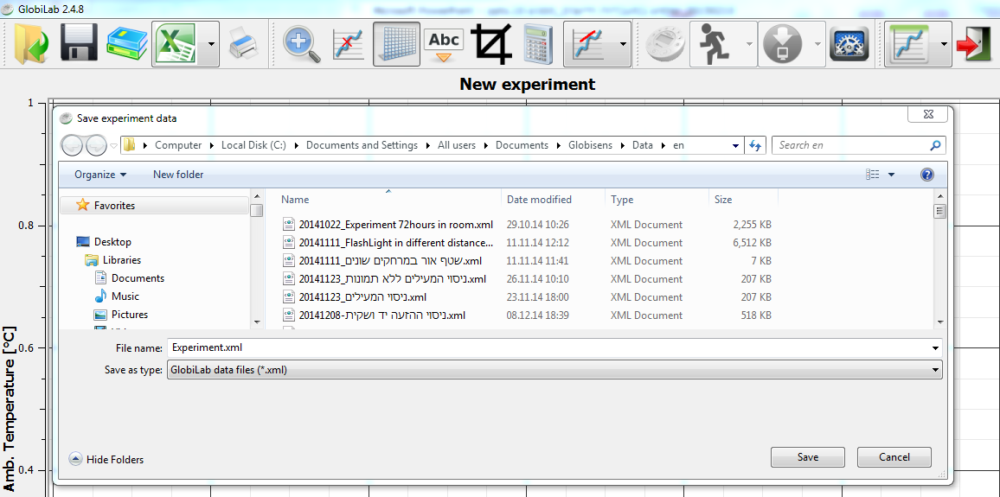 GlobiLab 2.4.8
Abc
New experiment
Save experiment data
Computer Local Disk (C:) Documents and Settings All users Documents Globisens Data en
Search en
Organize New folder
Favorites
Desktop
Libraries
Documents
Music
Pictures
Name Date modified Type Size
20141022_Experiment 72hours in room.xml 29.10.14 10:26 XML Document 2,255 KB
20141111_FlashLight in different distance... 11.11.14 12:12 XML Document 6,512 KB
20141111_שטף אור במרחקים שונים.xml 11.11.14 11:41 XML Document 7 KB
20141123_ניסוי המעילים ללא תמונות.xml 26.11.14 10:10 XML Document 207 KB
20141123_ניסוי המעילים.xml 23.11.14 18:00 XML Document 207 KB
20141208-ניסוי ההזעה יד ושקית.xml 08.12.14 18:39 XML Document 518 KB
File name: Experiment.xml
Save as type: GlobiLab data files (*.xml)
Hide Folders
Save Cancel
Amb. Temperature [°C]
1
0.8
0.6
0.4